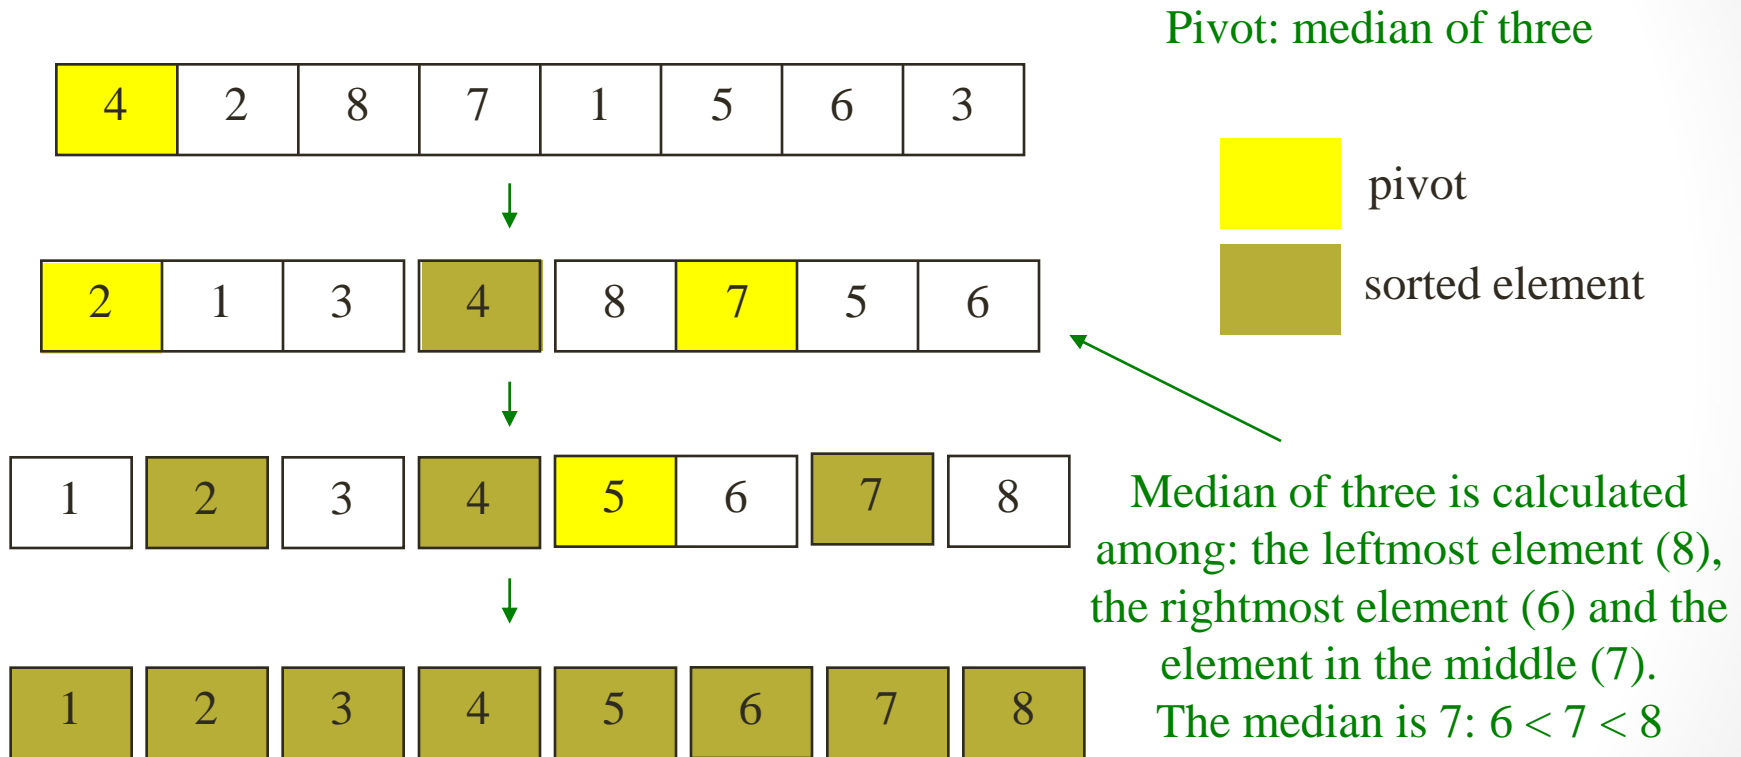 Pivot: median of three
4 2 8 7 1 5 6 3
pivot
2 1 3 4 8 7 5 6
sorted element
1 2 3 4 5 6 7 8
Median of three is calculated
among: the leftmost element (8),
the rightmost element (6) and the
element in the middle (7).
The median is 7: 6 < 7 < 8
1 2 3 4 5 6 7 8